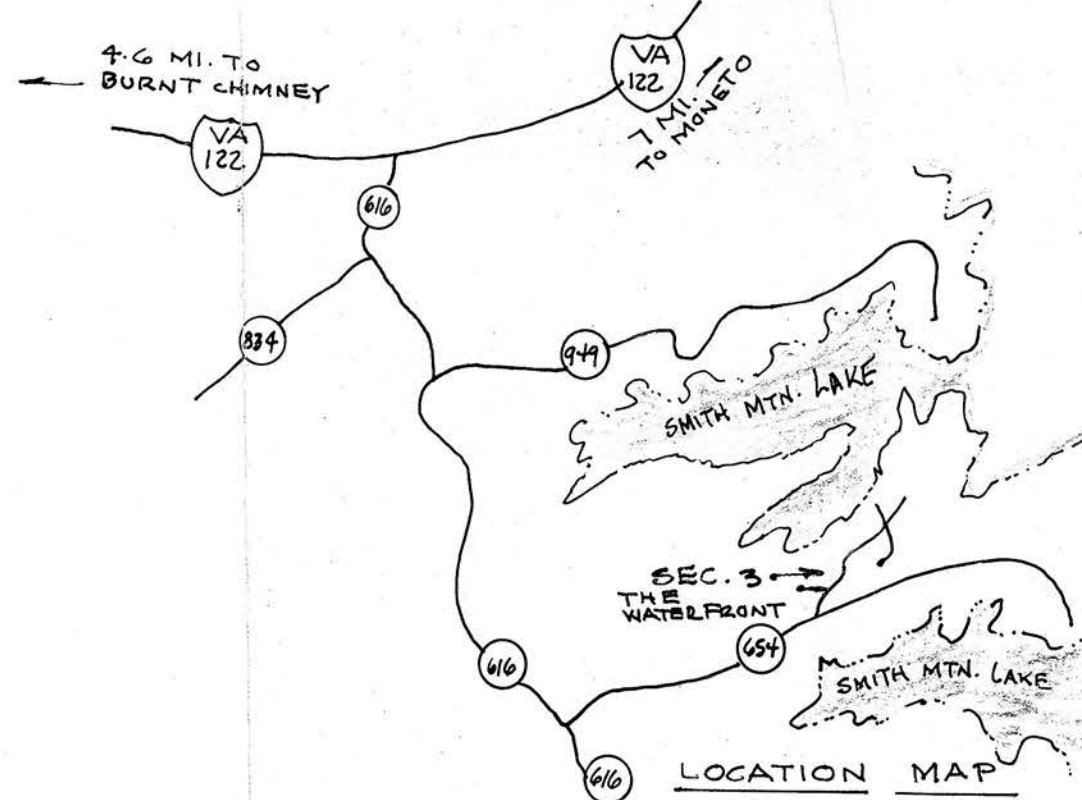 4.6 MI. TO
BURNT CHIMNEY
VA
122
VA
122
7 MI.
TO MONETO
616
834
949
SMITH MTN. LAKE
SEC. 3
THE
WATERFRONT
654
616
SMITH MTN. LAKE
616
LOCATION MAP